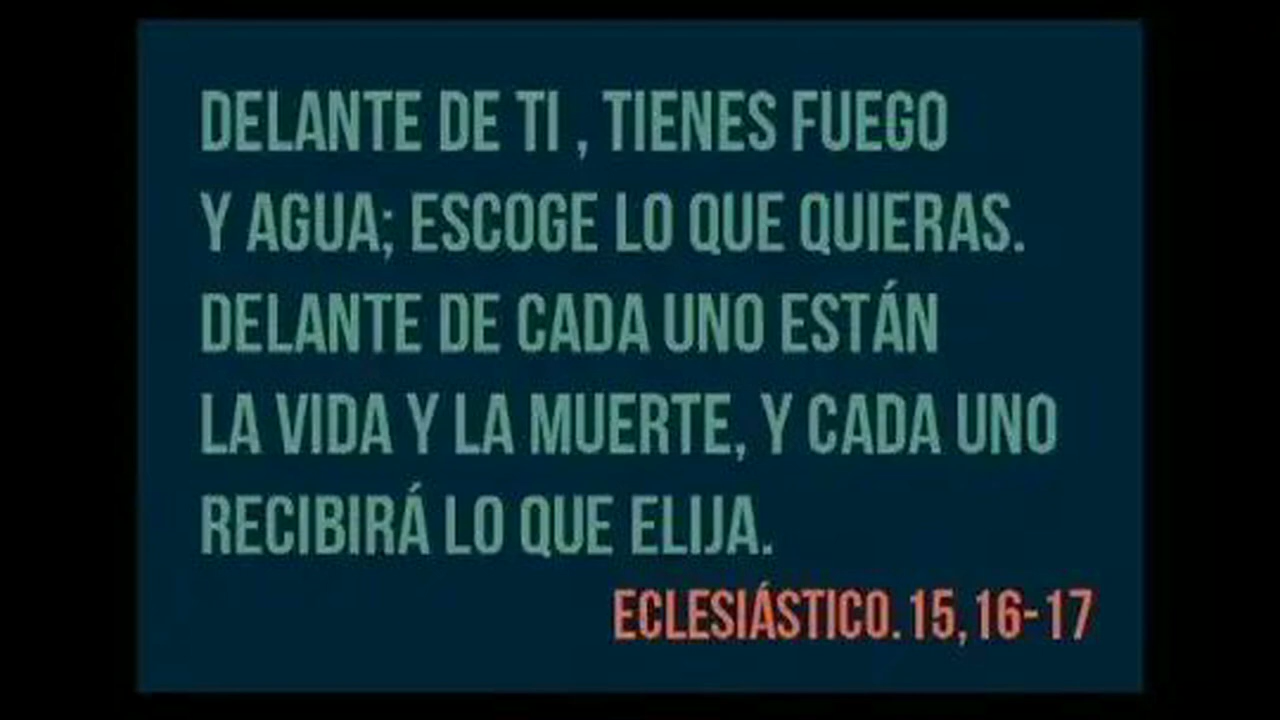 DELANTE DE TI , TIENES FUEGO
Y AGUA; ESCOGE LO QUE QUIERAS.
DELANTE DE CADA UNO ESTÁN
LA VIDA Y LA MUERTE, Y CADA UNO
RECIBIRÁ LO QUE ELIJA.
ECLESIÁSTICO. 15, 16-17